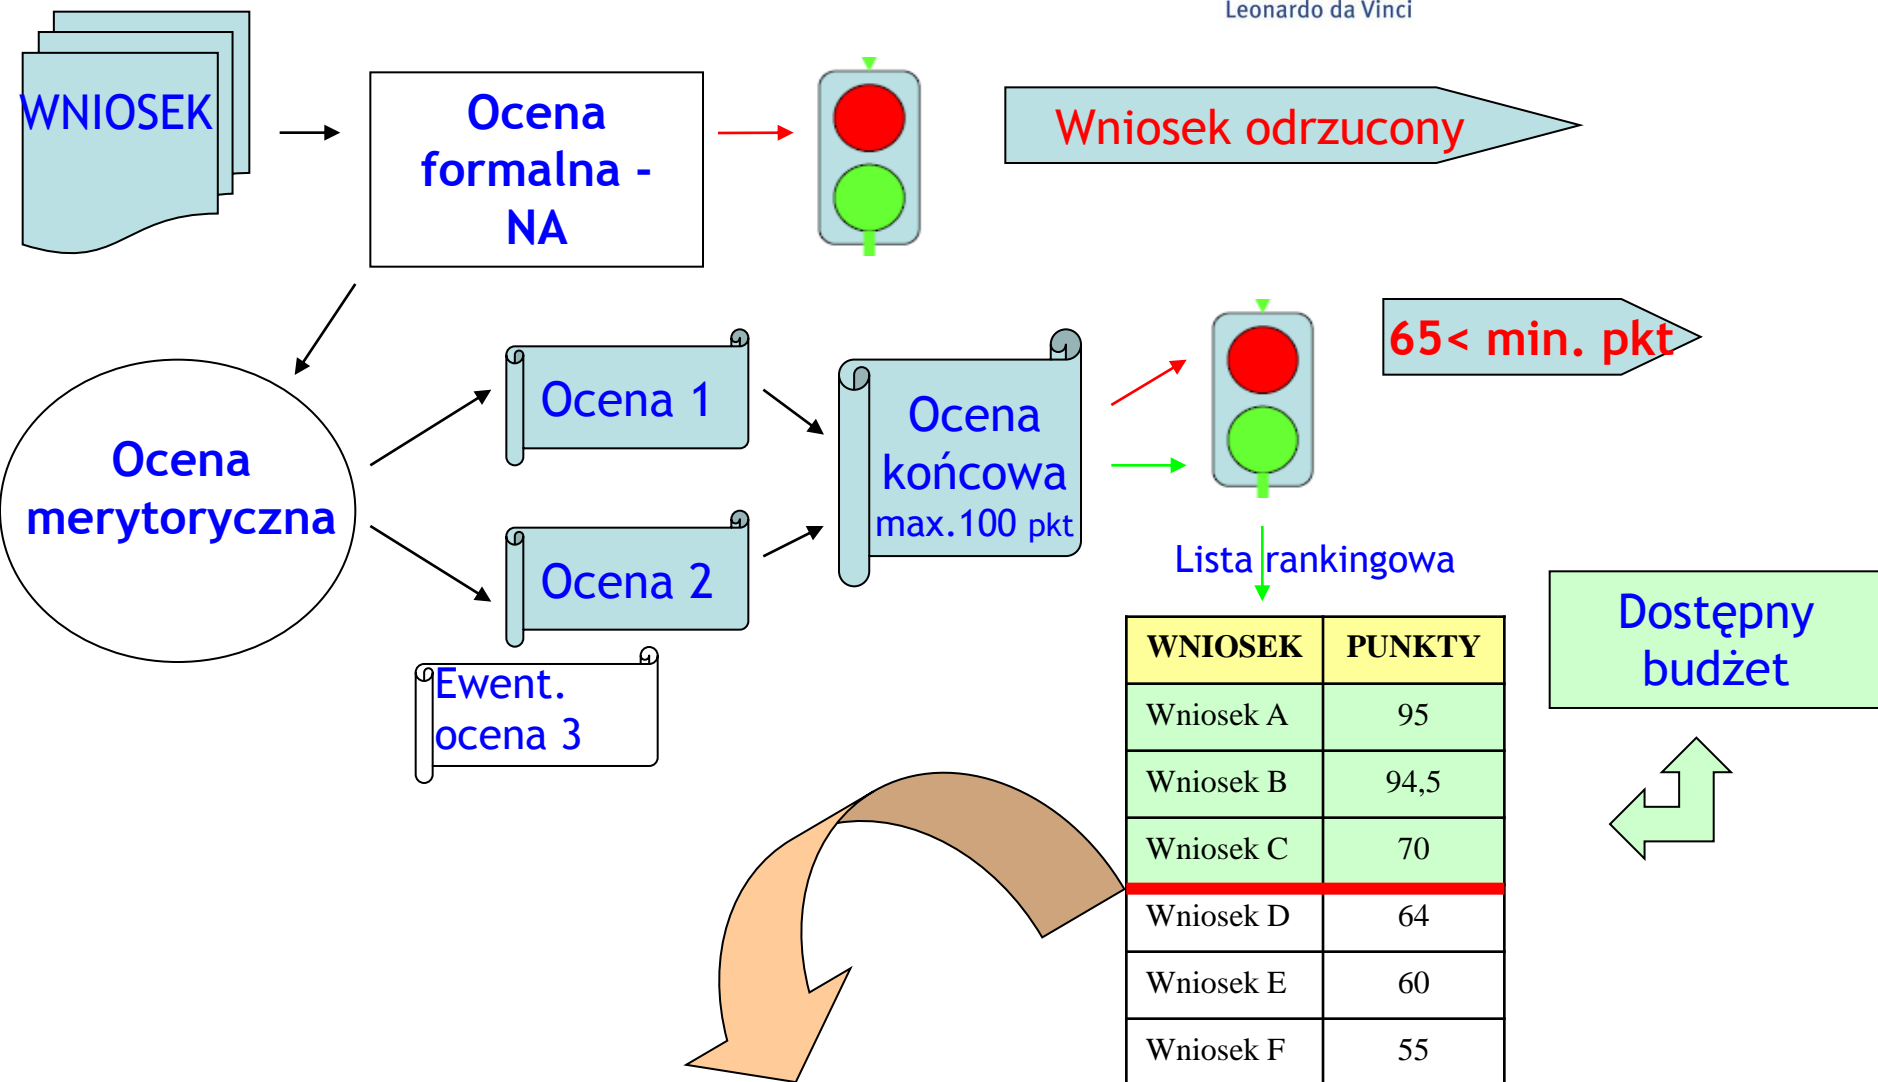 Leonardo da Vinci
WNIOSEK
Ocena
formalna -
NA
Wniosek odrzucony
65< min. pkt
Ocena
merytoryczna
Ocena 1
Ocena 2
Ewent.
ocena 3
Ocena
końcowa
max.100 pkt
Lista rankingowa
Dostępny
budżet
WNIOSEK PUNKTY
Wniosek A 95
Wniosek B 94,5
Wniosek C 70
Wniosek D 64
Wniosek E 60
Wniosek F 55